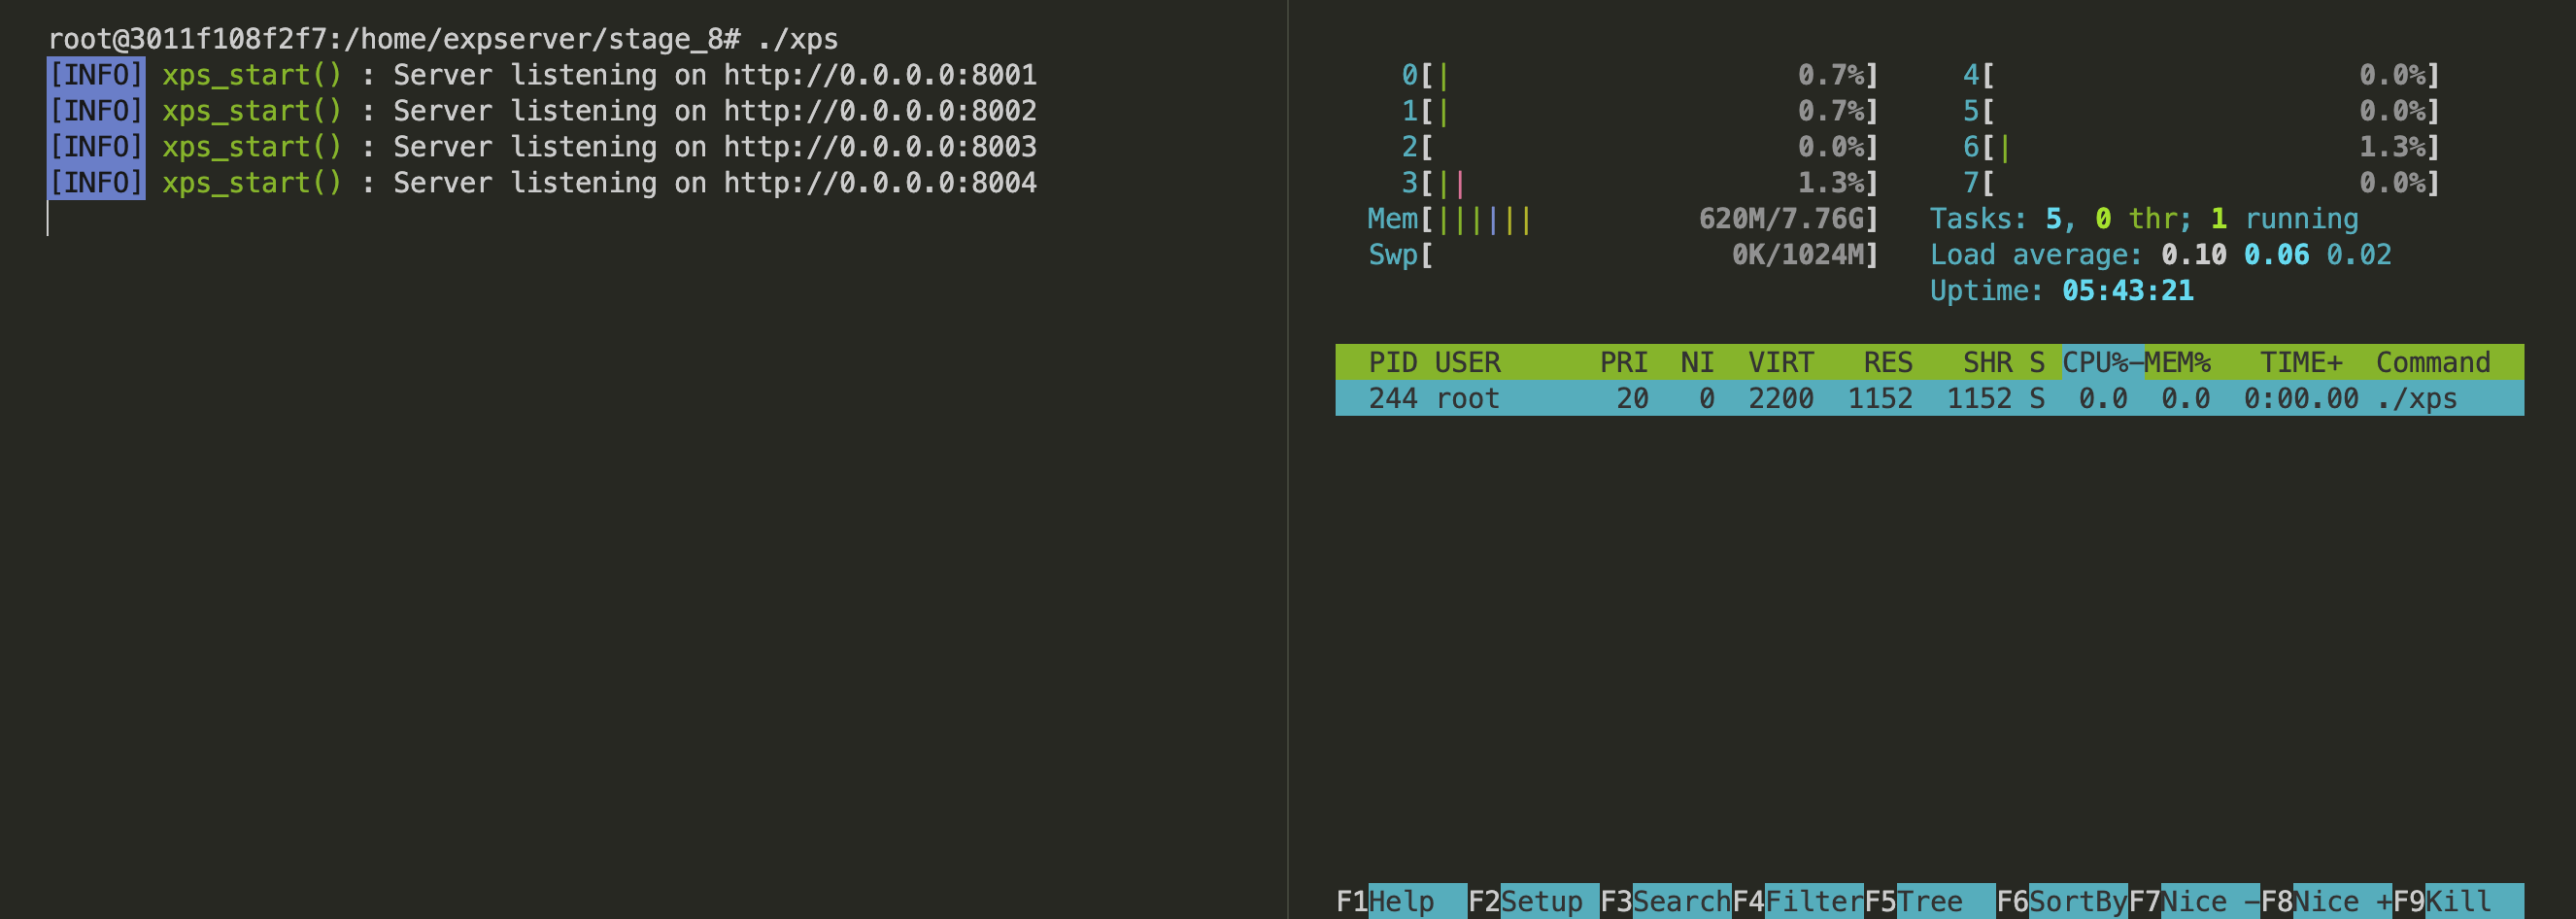 root@3011f108f2f7:/home/expserver/stage_8# ./xps
[INFO] xps_start() : Server listening on http://0.0.0.0:8001
[INFO] xps_start() : Server listening on http://0.0.0.0:8002
[INFO] xps_start() : Server listening on http://0.0.0.0:8003
[INFO] xps_start() : Server listening on http://0.0.0.0:8004
0[| 0.7%] 4[ 0.0%]
1[| 0.7%] 5[ 0.0%]
2[ 0.0%] 6[| 1.3%]
3[|| 1.3%] 7[ 0.0%]
Mem[|||||| 620M/7.76G] Tasks: 5, 0 thr; 1 running
Swp[ 0K/1024M] Load average: 0.10 0.06 0.02
Uptime: 05:43:21
PID USER PRI NI VIRT RES SHR S CPU%-MEM% TIME+ Command
244 root 20 0 2200 1152 1152 S 0.0 0.0 0:00.00 ./xps
F1Help F2Setup F3SearchF4FilterF5Tree F6SortByF7Nice -F8Nice +F9Kill